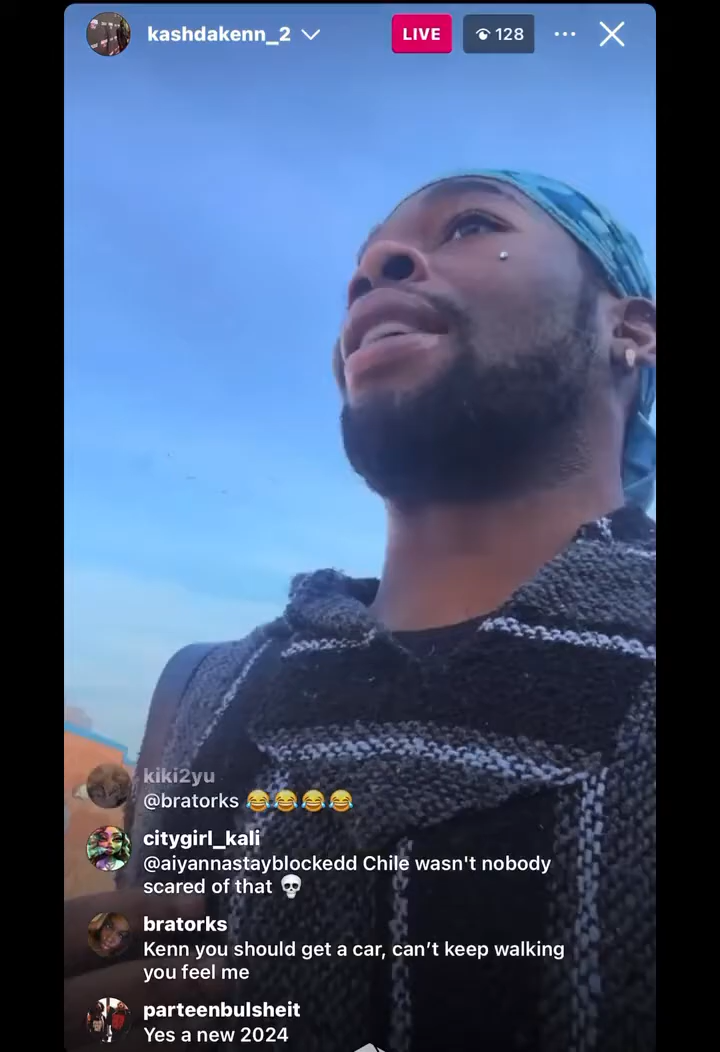 kashdakenn_2
LIVE
128
kiki2yu
@bratorks 😂😂😂😂
citygirl_kali
@aiyannastayblockedd Chile wasn't nobody
scared of that 💀
bratorks
Kenn you should get a car, can’t keep walking
you feel me
parteenbulsheit
Yes a new 2024